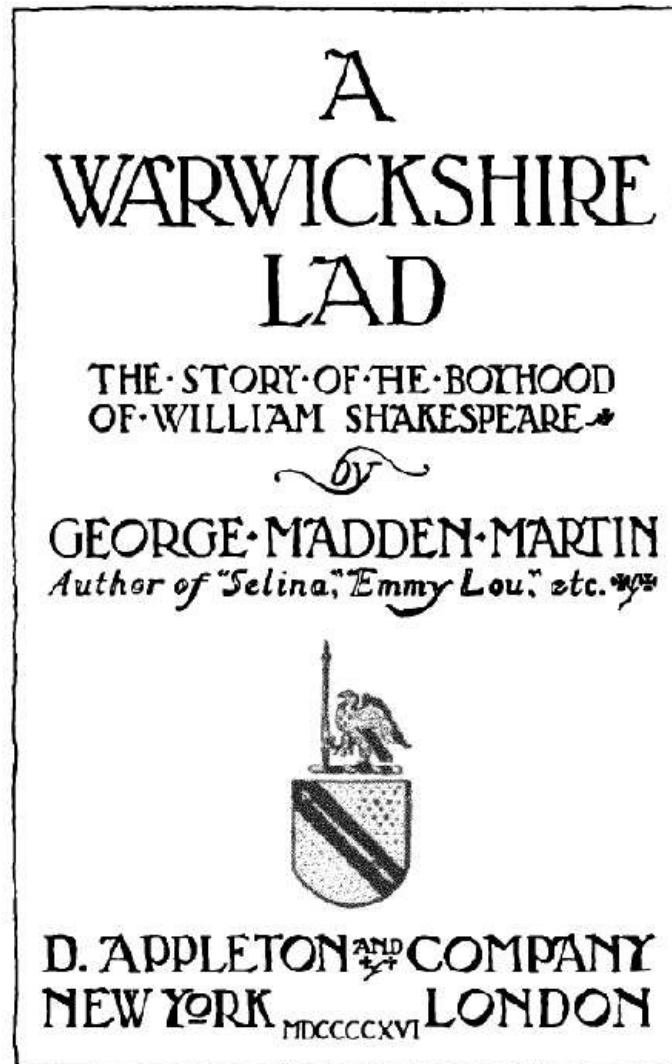 A
WARWICKSHIRE
LAD
THE·STORY·OF·THE·BOYHOOD
OF·WILLIAM SHAKESPEARE
by
GEORGE·MADDEN·MARTIN
Author of "Selina," "Emmy Lou," etc.
D. APPLETON AND COMPANY
NEW YORK MDCCCCXVI LONDON